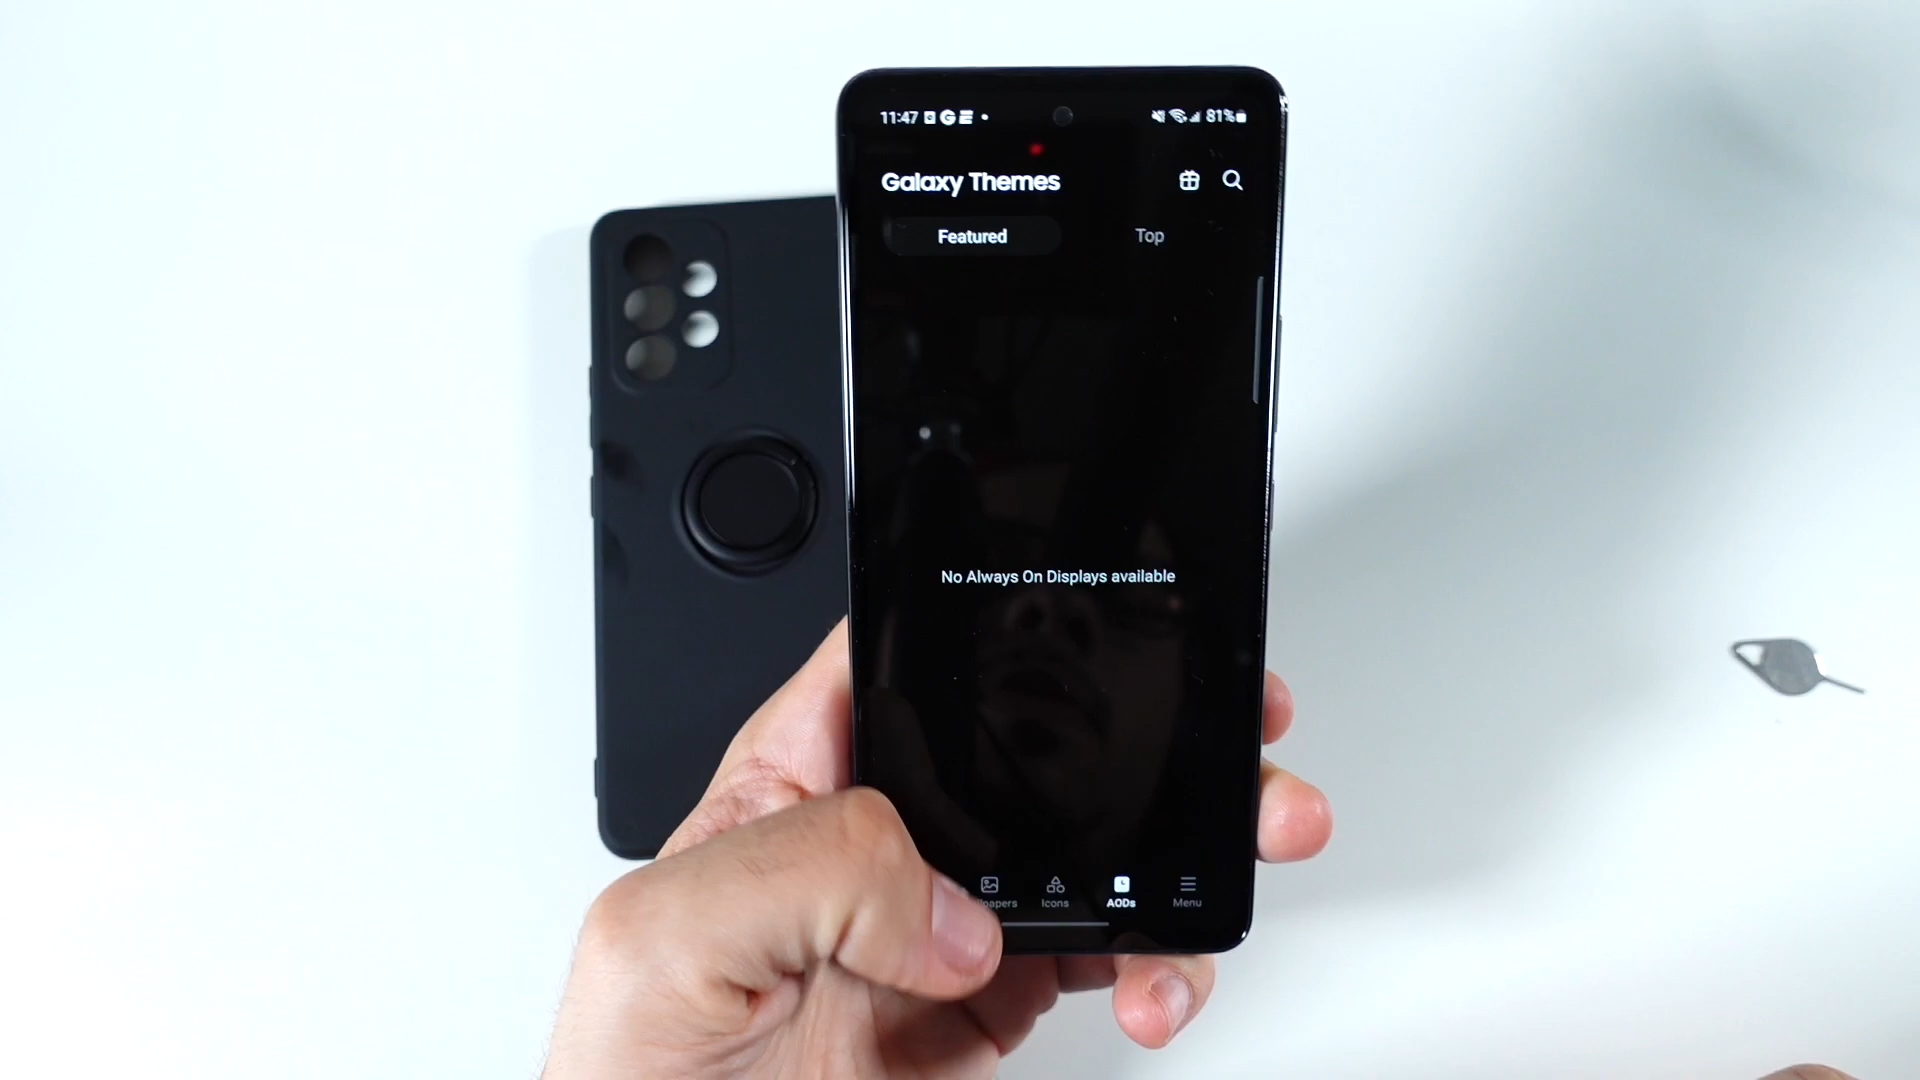 11:47
81%
Galaxy Themes
Featured
Top
No Always On Displays available
Icons
AODs
Menu